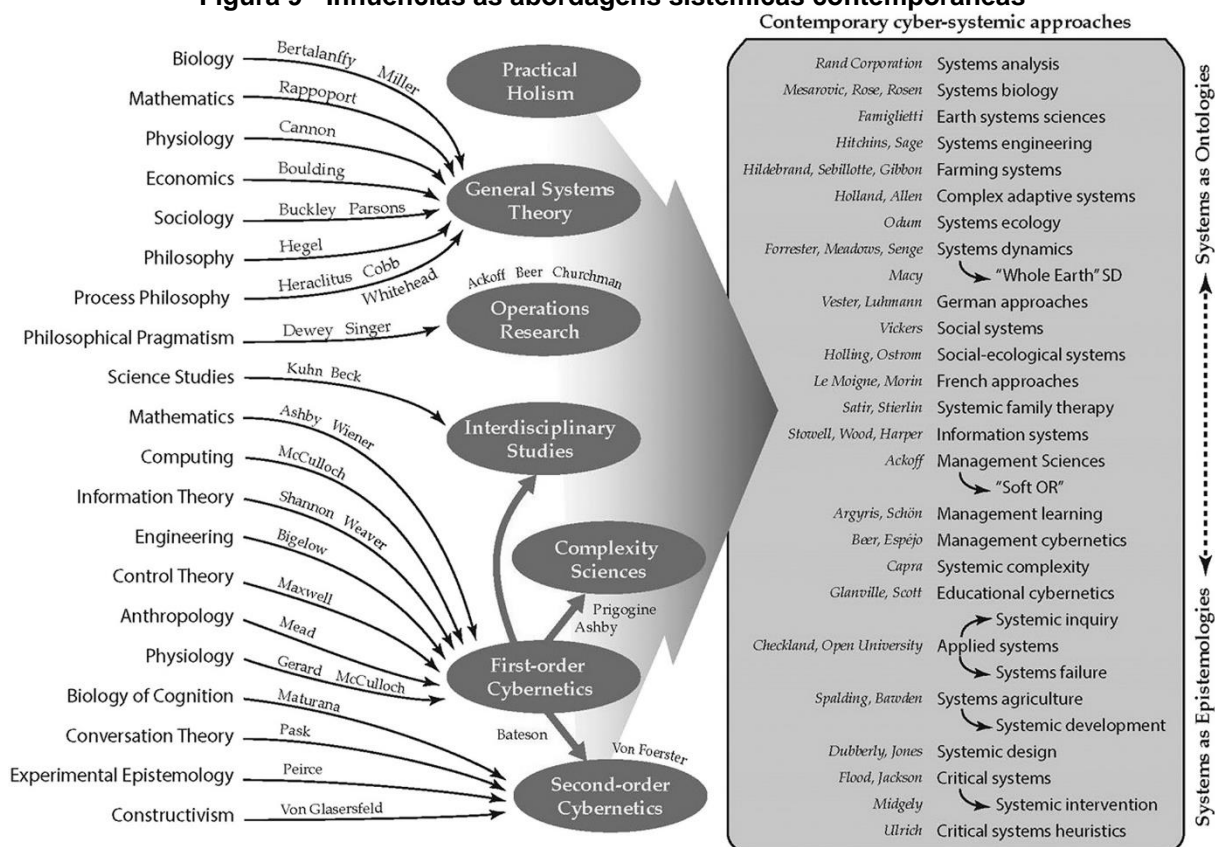 Figura 9 - Influências às abordagens sistêmicas contemporâneas
Biology
Mathematics
Physiology
Economics
Sociology
Philosophy
Process Philosophy
Philosophical Pragmatism
Science Studies
Mathematics
Computing
Information Theory
Engineering
Control Theory
Anthropology
Physiology
Biology of Cognition
Conversation Theory
Experimental Epistemology
Constructivism
Bertalanffy Miller
Rappoport
Cannon
Boulding
Buckley Parsons
Hegel
Heraclitus Cobb
Whitehead
Dewey Singer
Kuhn Beck
Ashby Wiener
McCulloch
Shannon Weaver
Bigelow
Maxwell
Mead
Gerard McCulloch
Maturana
Pask
Peirce
Von Glasersfeld
Practical
Holism
General Systems
Theory
Ackoff Beer Churchman
Operations
Research
Interdisciplinary
Studies
Complexity
Sciences
Prigogine
Ashby
First-order
Cybernetics
Bateson
Von Foerster
Second-order
Cybernetics
Contemporary cyber-systemic approaches
Rand Corporation Systems analysis
Mesarovic, Rose, Rosen Systems biology
Famiglietti Earth systems sciences
Hitchins, Sage Systems engineering
Hildebrand, Sebillotte, Gibbon Farming systems
Holland, Allen Complex adaptive systems
Odum Systems ecology
Forrester, Meadows, Senge Systems dynamics
Macy "Whole Earth" SD
Vester, Luhmann German approaches
Vickers Social systems
Holling, Ostrom Social-ecological systems
Le Moigne, Morin French approaches
Satir, Stierlin Systemic family therapy
Stowell, Wood, Harper Information systems
Ackoff Management Sciences
"Soft OR"
Argyris, Schön Management learning
Beer, Espéjo Management cybernetics
Capra Systemic complexity
Glanville, Scott Educational cybernetics
Systemic inquiry
Checkland, Open University Applied systems
Systems failure
Spalding, Bawden Systems agriculture
Systemic development
Dubberly, Jones Systemic design
Flood, Jackson Critical systems
Midgely Systemic intervention
Ulrich Critical systems heuristics
Systems as Ontologies
Systems as Epistemologies